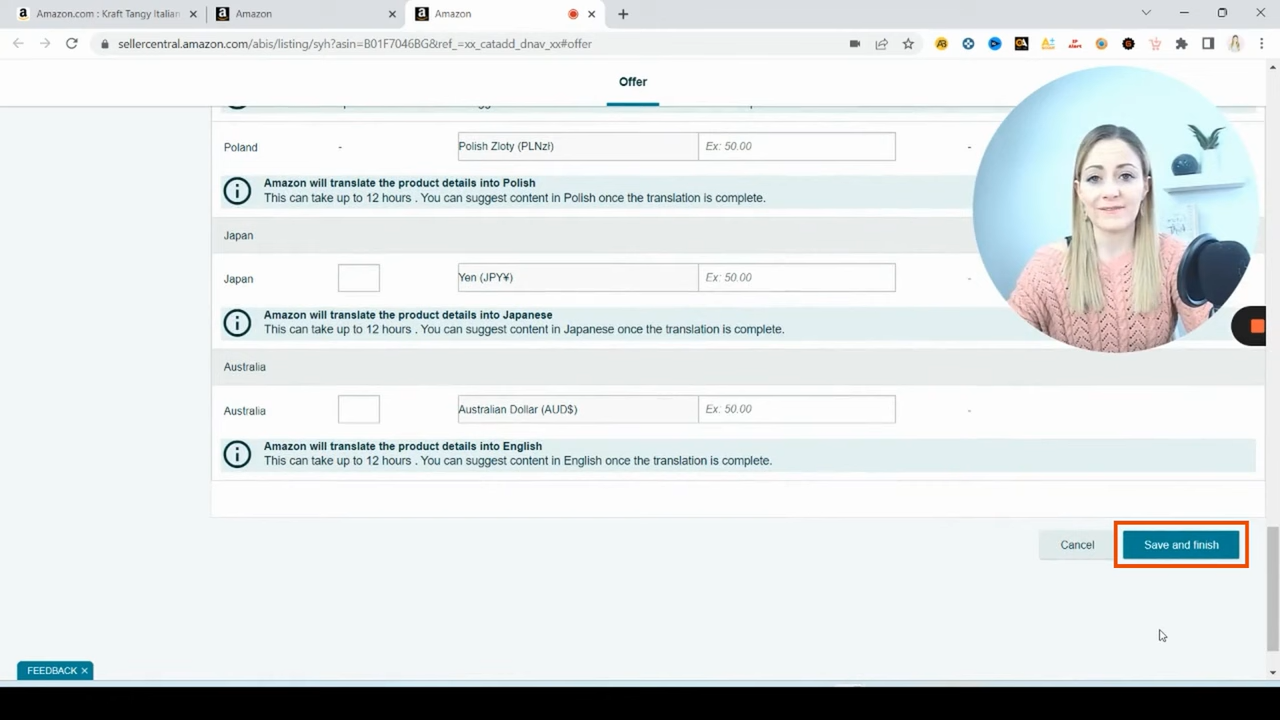 Amazon.com : Kraft Tangy Italian
Amazon
Amazon
sellercentral.amazon.com/abis/listing/syh?asin=B01F7046BG&ref_=xx_catadd_dnav_xx#offer
Offer
Poland - Polish Zloty (PLNzł) Ex: 50.00 -
Amazon will translate the product details into Polish
This can take up to 12 hours . You can suggest content in Polish once the translation is complete.
Japan
Japan Yen (JPY¥) Ex: 50.00 -
Amazon will translate the product details into Japanese
This can take up to 12 hours . You can suggest content in Japanese once the translation is complete.
Australia
Australia Australian Dollar (AUD$) Ex: 50.00 -
Amazon will translate the product details into English
This can take up to 12 hours . You can suggest content in English once the translation is complete.
Cancel Save and finish
FEEDBACK ×